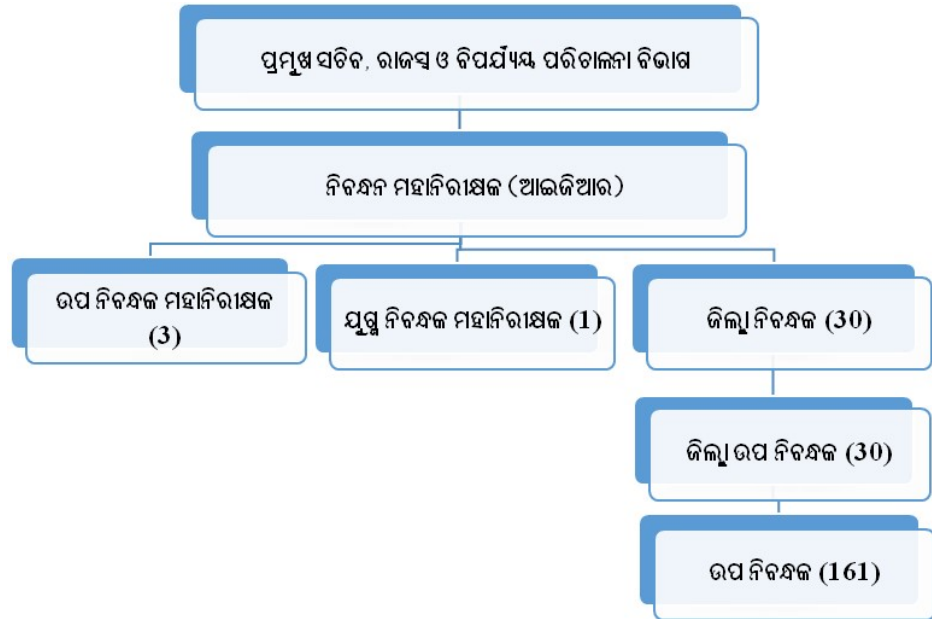 ପ୍ରମୁଖ ସଚିବ, ରାଜସ୍ୱ ଓ ବିପର୍ଯ୍ୟୟ ପରିଚାଳନା ବିଭାଗ
ନିବନ୍ଧନ ମହାନିରୀକ୍ଷକ (ଆଇଜିଆର)
ଉପ ନିବନ୍ଧକ ମହାନିରୀକ୍ଷକ
(3)
ଯୁଗ୍ମ ନିବନ୍ଧକ ମହାନିରୀକ୍ଷକ (1)
ଜିଲ୍ଲା ନିବନ୍ଧକ (30)
ଜିଲ୍ଲା ଉପ ନିବନ୍ଧକ (30)
ଉପ ନିବନ୍ଧକ (161)